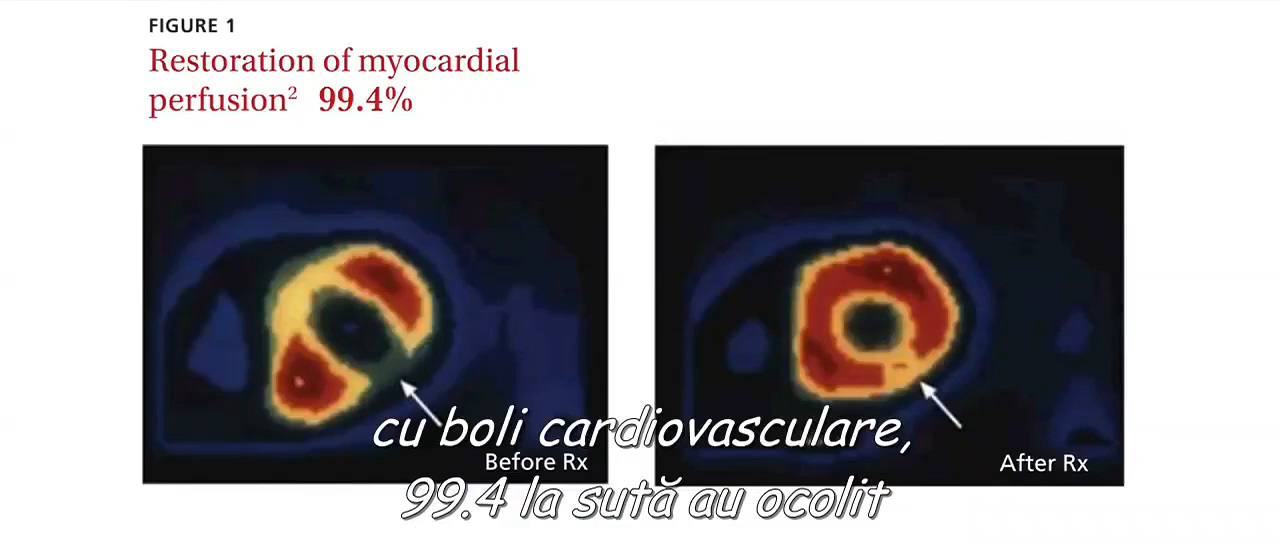 FIGURE 1
Restoration of myocardial
perfusion² 99.4%
Before Rx
After Rx
cu boli cardiovasculare,
99.4 la sută au ocolit